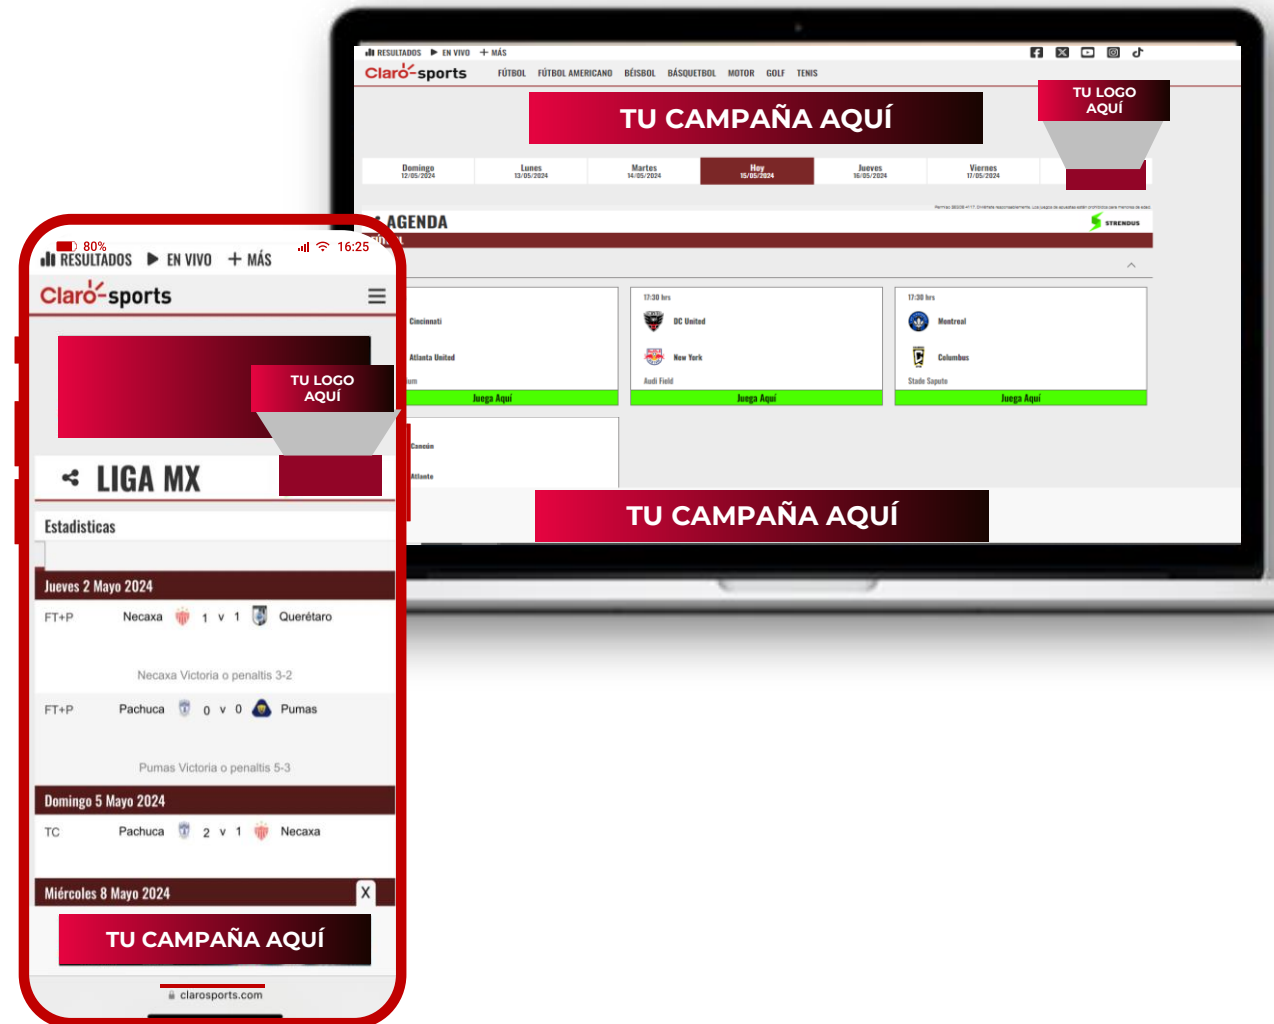 RESULTADOS EN VIVO + MÁS
Claro-sports FÚTBOL FÚTBOL AMERICANO BÉISBOL BÁSQUETBOL MOTOR GOLF TENIS
TU CAMPAÑA AQUÍ
TU LOGO
AQUÍ
Domingo Lunes Martes Hoy Jueves Viernes
12/05/2024 13/05/2024 14/05/2024 15/05/2024 16/05/2024 17/05/2024
AGENDA
STRENDUS
17:30 hrs 17:30 hrs
Cincinnati DC United Montreal
Atlanta United New York Columbus
Audi Field Stade Saputo
Juega Aquí Juega Aquí Juega Aquí
Cancún
Atlante
TU CAMPAÑA AQUÍ
80% 16:25
RESULTADOS EN VIVO + MÁS
Claro-sports
TU LOGO
AQUÍ
LIGA MX
Estadisticas
Jueves 2 Mayo 2024
FT+P Necaxa 1 v 1 Querétaro
Necaxa Victoria o penaltis 3-2
FT+P Pachuca 0 v 0 Pumas
Pumas Victoria o penaltis 5-3
Domingo 5 Mayo 2024
TC Pachuca 2 v 1 Necaxa
Miércoles 8 Mayo 2024 X
TU CAMPAÑA AQUÍ
clarosports.com